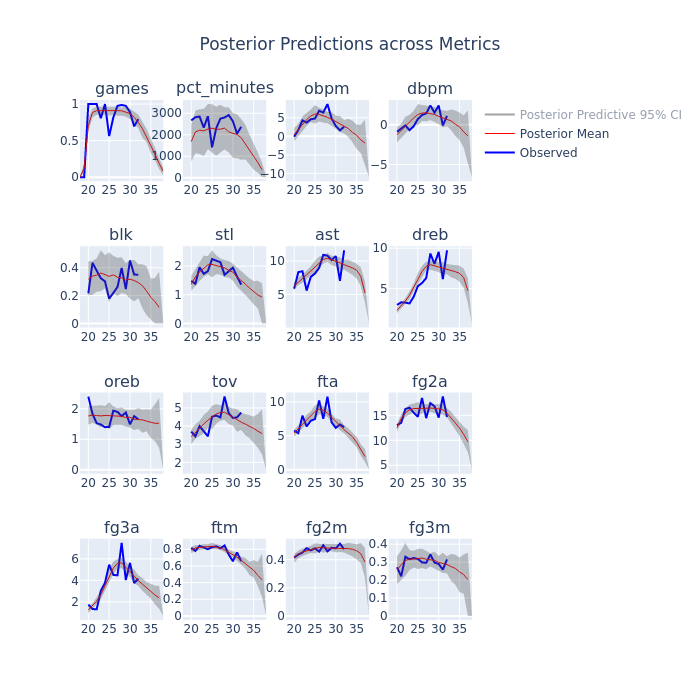 Posterior Predictions across Metrics
games pct_minutes obpm dbpm
1 0.5 0 20 25 30 35
3000 2000 1000 0 20 25 30 35
5 0 −5 −10 20 25 30 35
0 −5 20 25 30 35
Posterior Predictive 95% CI
Posterior Mean
Observed
blk stl ast dreb
0.4 0.2 0 20 25 30 35
2 1 0 20 25 30 35
10 5 20 25 30 35
10 5 20 25 30 35
oreb tov fta fg2a
2 1 0 20 25 30 35
5 4 3 2 20 25 30 35
10 5 0 20 25 30 35
15 10 5 20 25 30 35
fg3a ftm fg2m fg3m
6 4 2 20 25 30 35
0.8 0.6 0.4 0.2 0 20 25 30 35
0.4 0.2 0 20 25 30 35
0.4 0.3 0.2 0.1 0 20 25 30 35